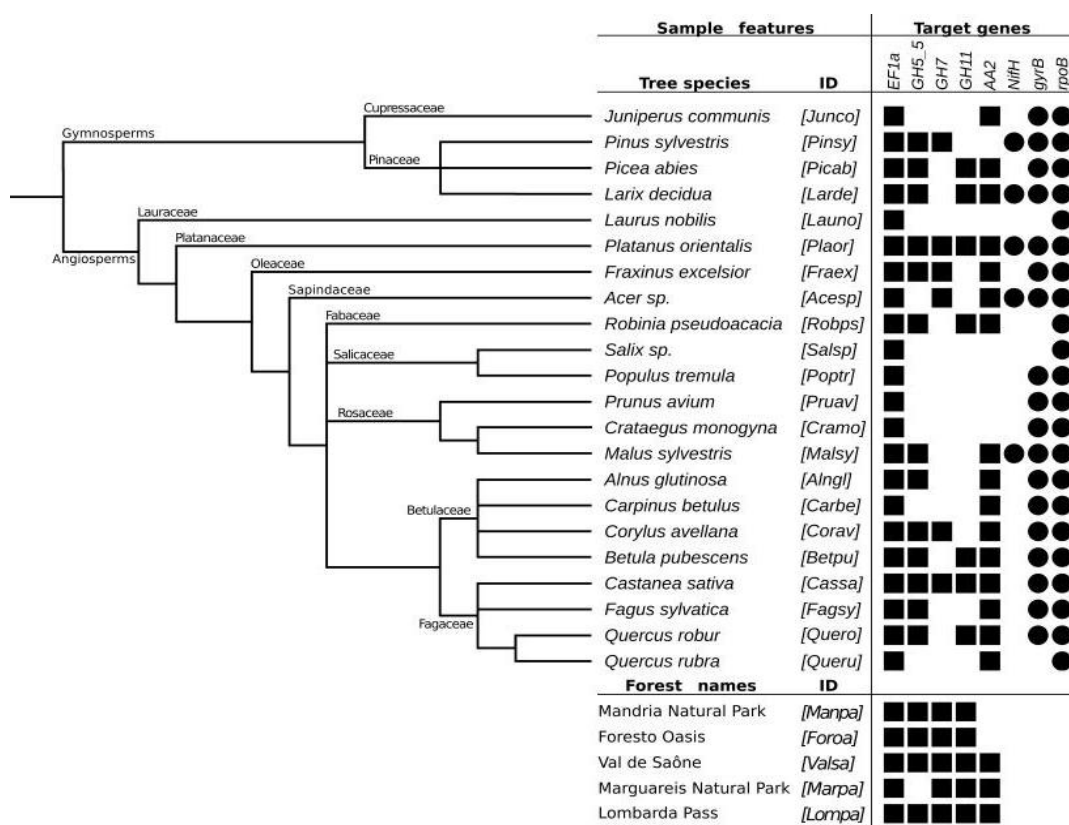 Sample features Target genes
EF1a GH5_5 GH7 GH11 AA2 NifH gyrB rpoB
Tree species ID
Cupressaceae
Juniperus communis [Junco]
Gymnosperms
Pinus sylvestris [Pinsy]
Pinaceae
Picea abies [Picab]
Larix decidua [Larde]
Lauraceae
Laurus nobilis [Launo]
Platanaceae
Platanus orientalis [Plaor]
Angiosperms
Oleaceae
Fraxinus excelsior [Fraex]
Sapindaceae
Acer sp. [Acesp]
Fabaceae
Robinia pseudoacacia [Robps]
Salicaceae
Salix sp. [Salsp]
Populus tremula [Poptr]
Prunus avium [Pruav]
Rosaceae
Crataegus monogyna [Cramo]
Malus sylvestris [Malsy]
Alnus glutinosa [Alngl]
Betulaceae
Carpinus betulus [Carbe]
Corylus avellana [Corav]
Betula pubescens [Betpu]
Castanea sativa [Cassa]
Fagus sylvatica [Fagsy]
Fagaceae
Quercus robur [Quero]
Quercus rubra [Queru]
Forest names ID
Mandria Natural Park [Manpa]
Foresto Oasis [Foroa]
Val de Saône [Valsa]
Marguareis Natural Park [Marpa]
Lombarda Pass [Lompa]